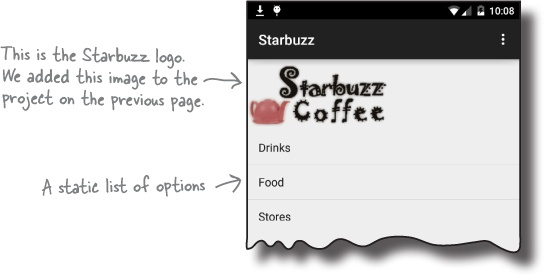 10:08
Starbuzz
This is the Starbuzz logo.
We added this image to the
project on the previous page.
Starbuzz
Coffee
Drinks
A static list of options
Food
Stores